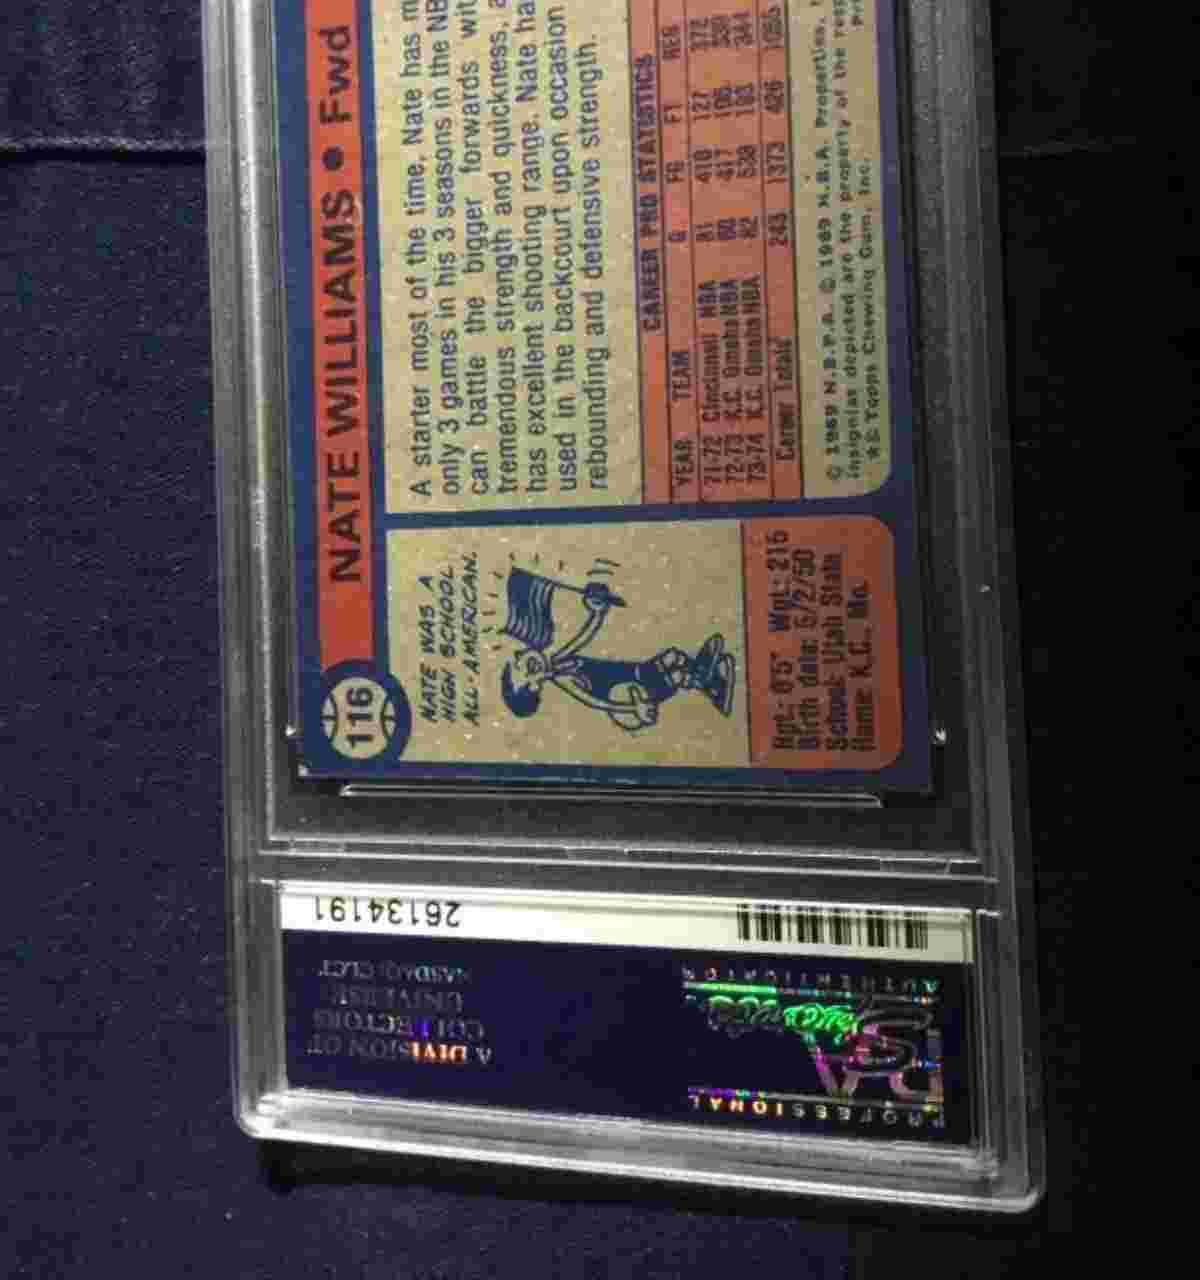 116
NATE WILLIAMS • Fwd
NATE WAS A
HIGH SCHOOL
ALL-AMERICAN.
A starter most of the time, Nate has
only 3 games in his 3 seasons in the NB
can battle the bigger forwards wit
tremendous strength and quickness, a
has excellent shooting range. Nate ha
used in the backcourt upon occasion
rebounding and defensive strength.
Hgt.: 6'5" Wgt.: 215
Birth date: 5/2/50
School: Utah State
Home: K.C., Mo.
CAREER PRO STATISTICS
YEAR TEAM G FG FT REB
71-72 Cincinnati NBA 81 418 127 372
72-73 K.C. Omaha NBA 80 417 106 339
73-74 K.C. Omaha NBA 82 538 193 344
Career Totals 243 1373 426 1055
© 1969 N.B.P.A. © 1969 N.B.A. Properties,
Insignias depicted are the property of the
★© Topps Chewing Gum, Inc.
26134191
A DIVISION OF
COLLECTORS
UNIVERSE
NASDAQ: CLCT
PROFESSIONAL
PSA
AUTHENTICATOR